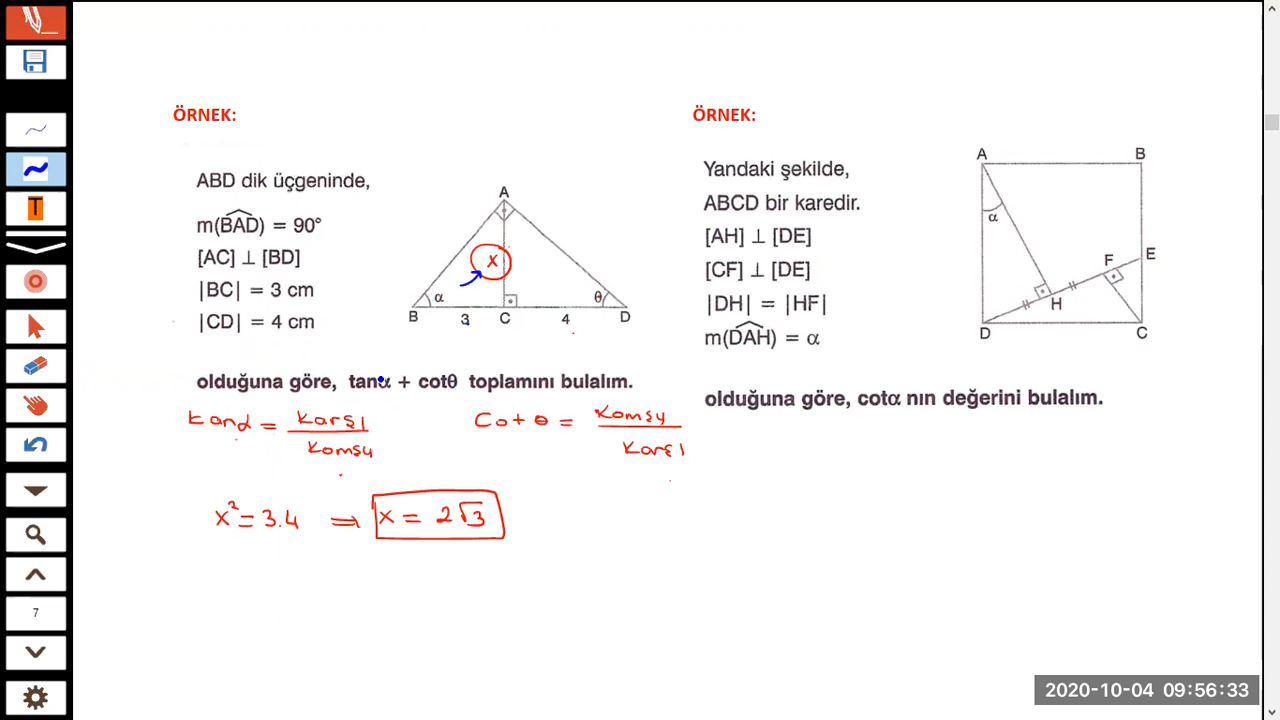 ÖRNEK:
ABD dik üçgeninde,
m(BAD) = 90°
[AC] ⊥ [BD]
|BC| = 3 cm
|CD| = 4 cm
A
x
α
θ
B
3
C
4
D
olduğuna göre, tanα + cotθ toplamını bulalım.
tanα = karşı / komşu
Cot θ = komşu / karşı
x² = 3.4 ⇒ x = 2√3
ÖRNEK:
Yandaki şekilde,
ABCD bir karedir.
[AH] ⊥ [DE]
[CF] ⊥ [DE]
|DH| = |HF|
m(DAH) = α
A
B
α
F
E
H
D
C
olduğuna göre, cotα nın değerini bulalım.
T
7
2020-10-04 09:56:33